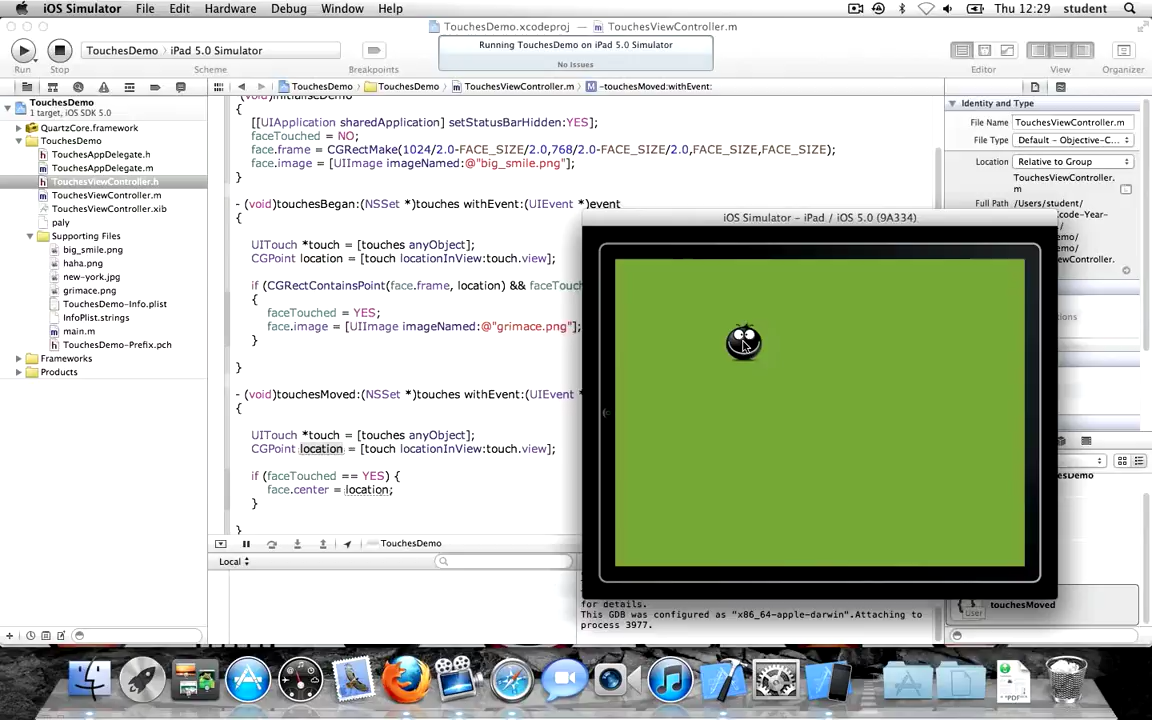 iOS Simulator File Edit Hardware Debug Window Help Thu 12:29 student
TouchesDemo.xcodeproj — TouchesViewController.m
TouchesDemo iPad 5.0 Simulator
Running TouchesDemo on iPad 5.0 Simulator
No Issues
Run Stop Scheme Breakpoints Editor View Organizer
TouchesDemo TouchesDemo TouchesViewController.m -touchesMoved:withEvent:
TouchesDemo
1 target, iOS SDK 5.0
QuartzCore.framework
TouchesDemo
TouchesAppDelegate.h
TouchesAppDelegate.m
TouchesViewController.h
TouchesViewController.m
TouchesViewController.xib
paly
Supporting Files
big_smile.png
haha.png
new-york.jpg
grimace.png
TouchesDemo-Info.plist
InfoPlist.strings
main.m
TouchesDemo-Prefix.pch
Frameworks
Products
{
[[UIApplication sharedApplication] setStatusBarHidden:YES];
faceTouched = NO;
face.frame = CGRectMake(1024/2.0-FACE_SIZE/2.0,768/2.0-FACE_SIZE/2.0,FACE_SIZE,FACE_SIZE);
face.image = [UIImage imageNamed:@"big_smile.png"];
}
- (void)touchesBegan:(NSSet *)touches withEvent:(UIEvent *)event
{
UITouch *touch = [touches anyObject];
CGPoint location = [touch locationInView:touch.view];
if (CGRectContainsPoint(face.frame, location) && faceTouch
{
faceTouched = YES;
face.image = [UIImage imageNamed:@"grimace.png"];
}
}
- (void)touchesMoved:(NSSet *)touches withEvent:(UIEvent *
{
UITouch *touch = [touches anyObject];
CGPoint location = [touch locationInView:touch.view];
if (faceTouched == YES) {
face.center = location;
}
}
TouchesDemo
Local
iOS Simulator – iPad / iOS 5.0 (9A334)
for details.
This GDB was configured as "x86_64-apple-darwin".Attaching to
process 3977.
Identity and Type
File Name TouchesViewController.m
File Type Default - Objective-C...
Location Relative to Group
TouchesViewController.
m
Full Path /Users/student/
code-Year-
mo/
emo/
Controller.
User touchesMoved
PDF